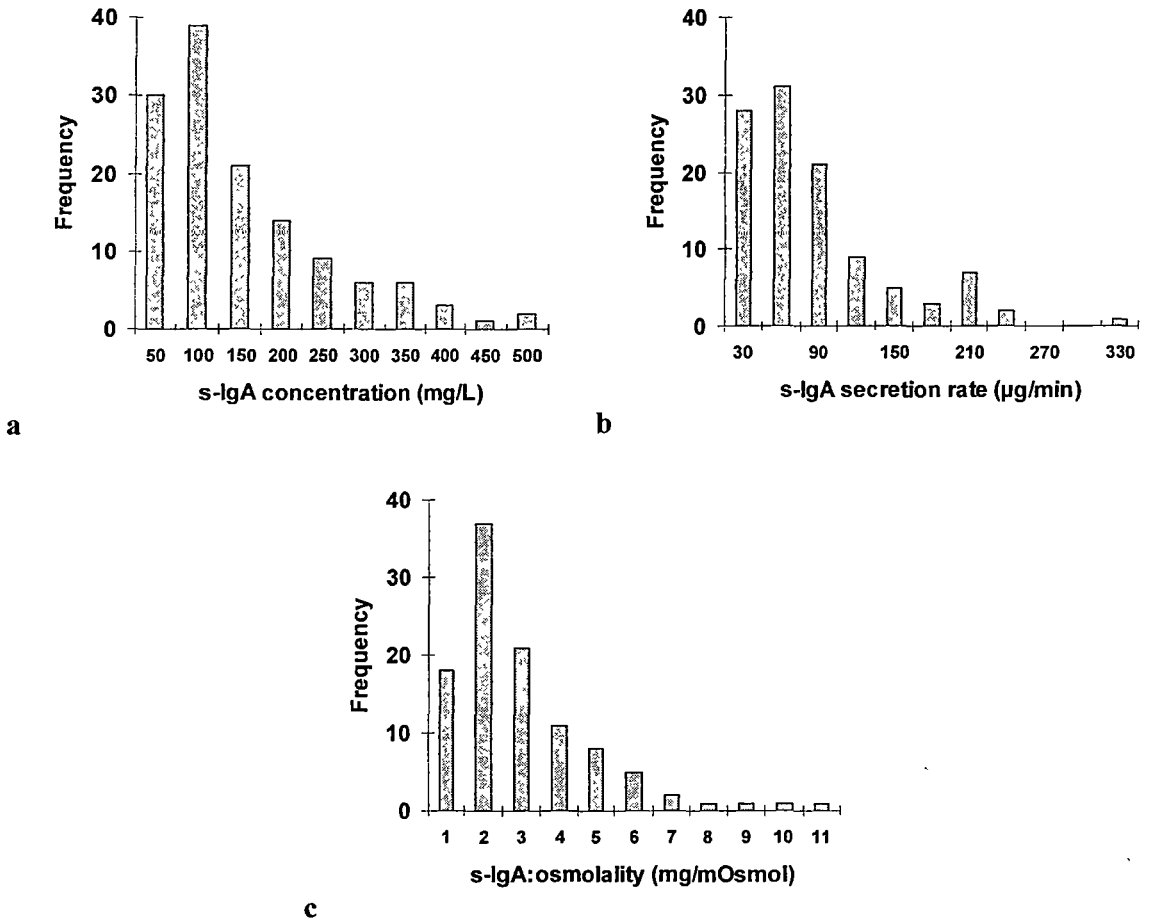 40
30
20
10
0
Frequency
50 100 150 200 250 300 350 400 450 500
s-IgA concentration (mg/L)
a
40
30
20
10
0
Frequency
30 90 150 210 270 330
s-IgA secretion rate (µg/min)
b
40
30
20
10
0
Frequency
1 2 3 4 5 6 7 8 9 10 11
s-IgA:osmolality (mg/mOsmol)
c